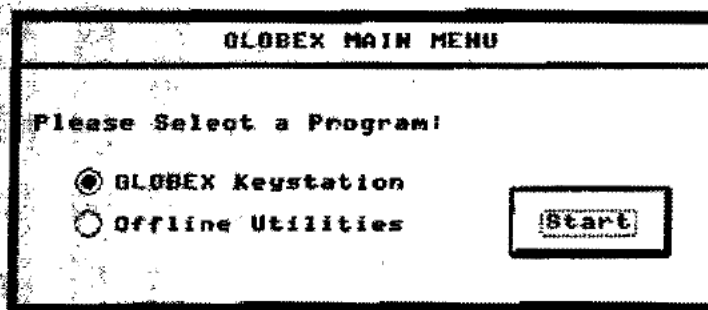 GLOBEX MAIN MENU
Please Select a Program:
GLOBEX Keystation
Offline Utilities
Start